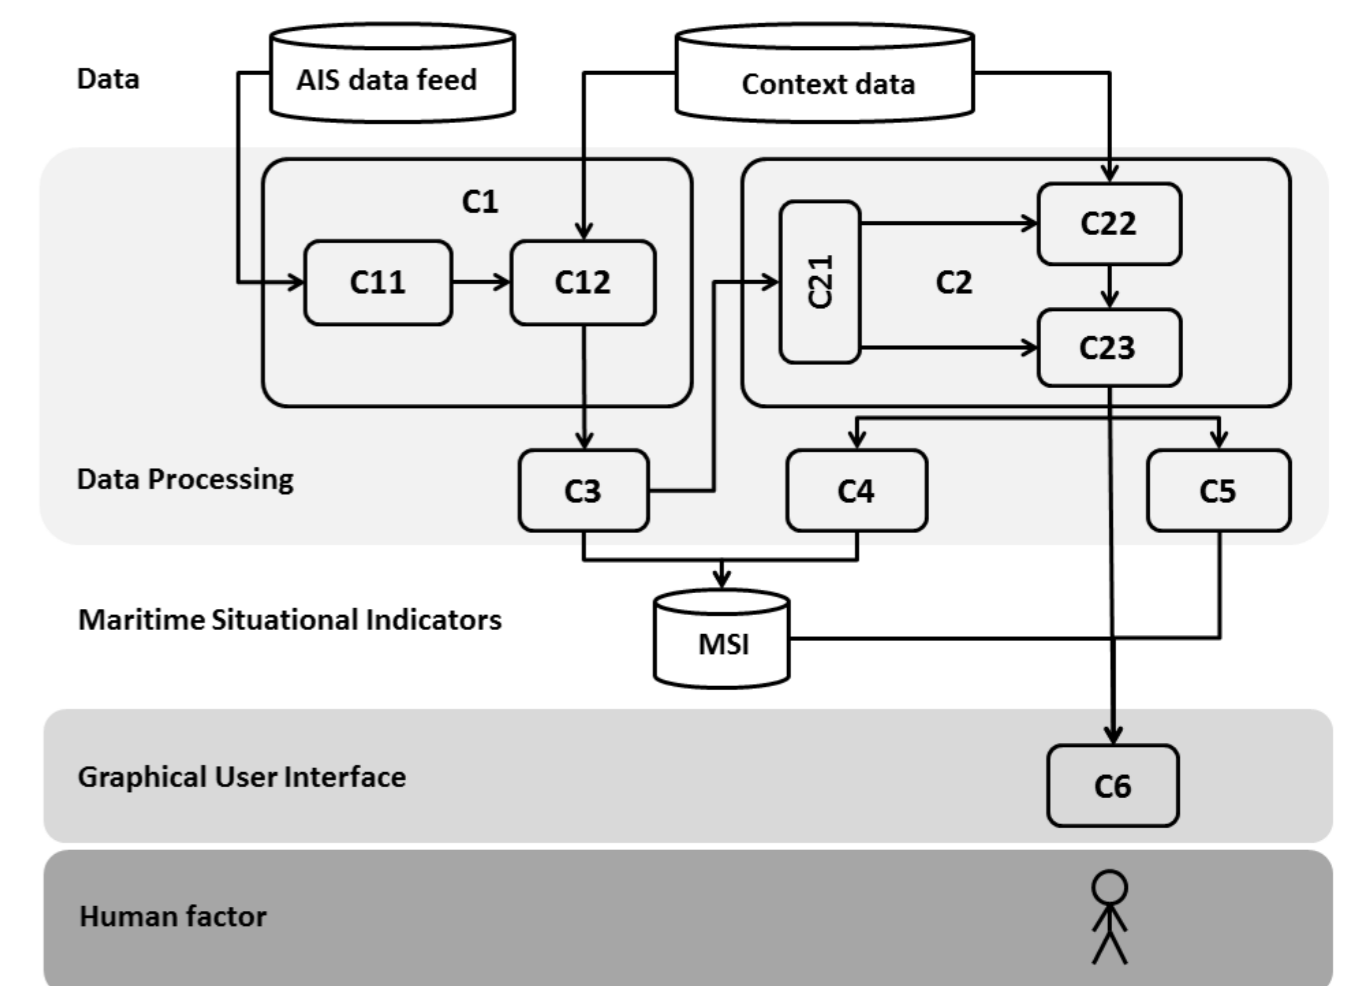 Data
AIS data feed
Context data
C1
C11
C12
C21
C2
C22
C23
Data Processing
C3
C4
C5
Maritime Situational Indicators
MSI
Graphical User Interface
C6
Human factor